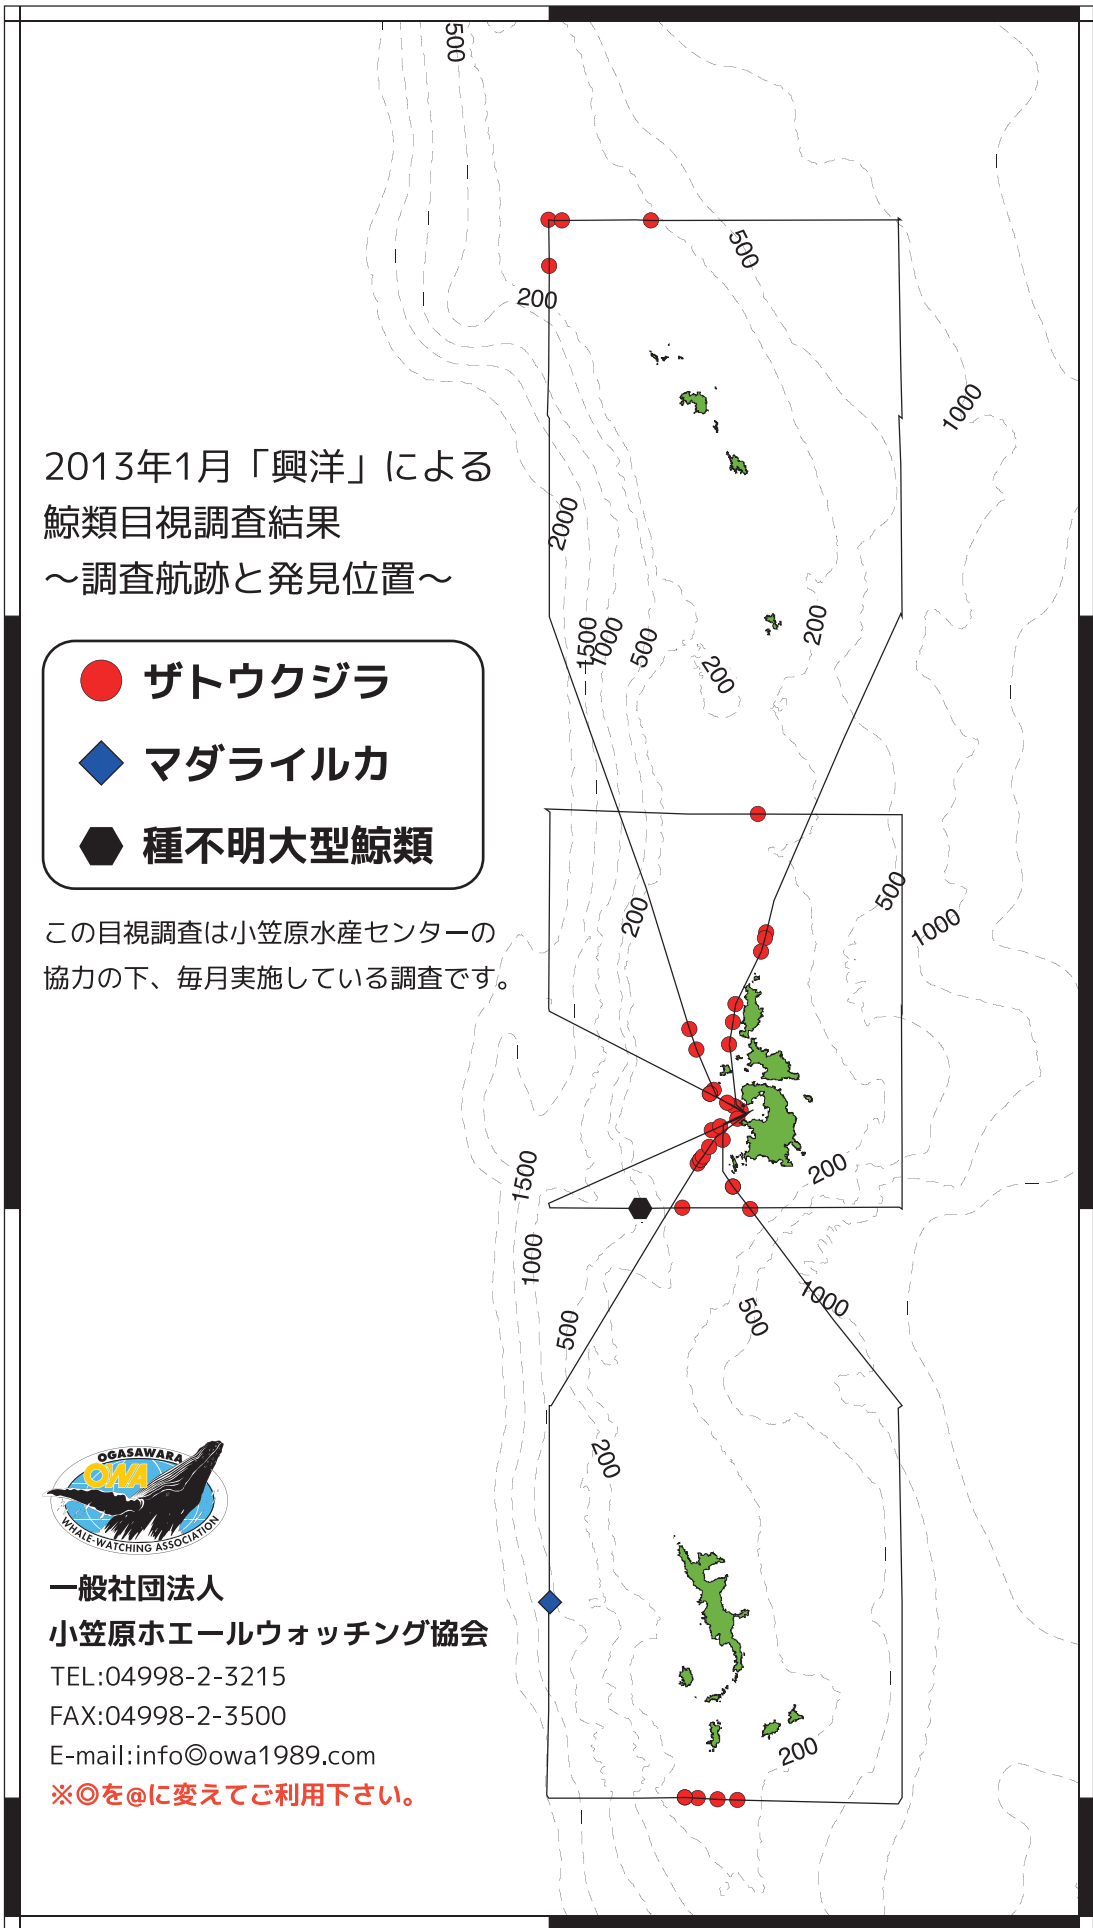 2013年1月「興洋」による
鯨類目視調査結果
～調査航跡と発見位置～
ザトウクジラ
マダライルカ
種不明大型鯨類
この目視調査は小笠原水産センターの
協力の下、毎月実施している調査です。
500
500
200
1000
2000
1500
1000
500
200
200
200
500
1000
1500
200
1000
500
500
1000
200
200
OGASAWARA
OWA
WHALE-WATCHING ASSOCIATION
一般社団法人
小笠原ホエールウォッチング協会
TEL:04998-2-3215
FAX:04998-2-3500
E-mail:info◎owa1989.com
※◎を@に変えてご利用下さい。